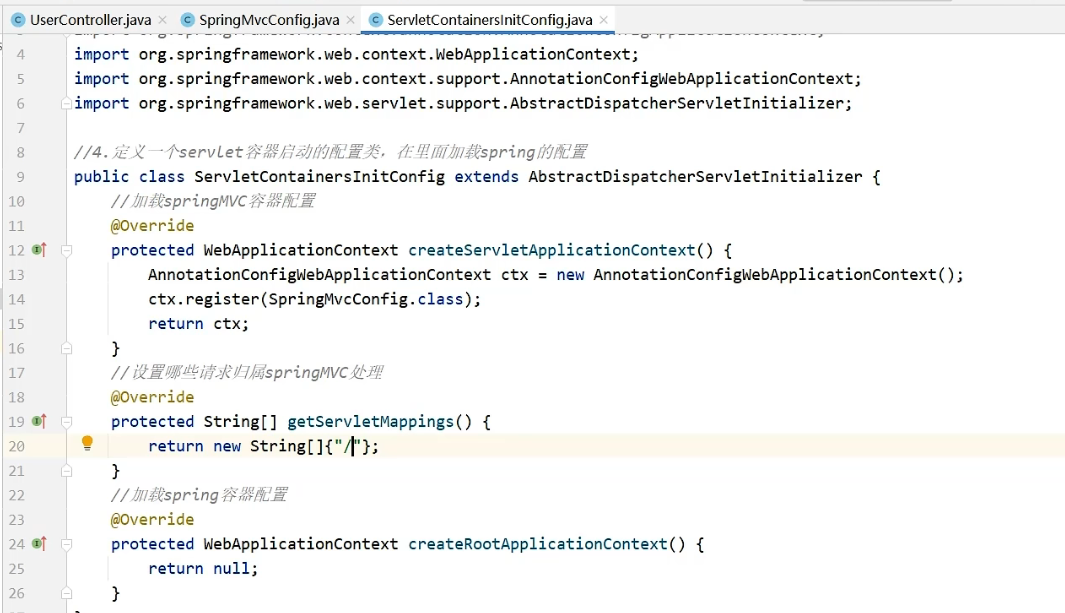 UserController.java SpringMvcConfig.java ServletContainersInitConfig.java
4 import org.springframework.web.context.WebApplicationContext;
5 import org.springframework.web.context.support.AnnotationConfigWebApplicationContext;
6 import org.springframework.web.servlet.support.AbstractDispatcherServletInitializer;
7
8 //4.定义一个servlet容器启动的配置类，在里面加载spring的配置
9 public class ServletContainersInitConfig extends AbstractDispatcherServletInitializer {
10 //加载springMVC容器配置
11 @Override
12 protected WebApplicationContext createServletApplicationContext() {
13 AnnotationConfigWebApplicationContext ctx = new AnnotationConfigWebApplicationContext();
14 ctx.register(SpringMvcConfig.class);
15 return ctx;
16 }
17 //设置哪些请求归属springMVC处理
18 @Override
19 protected String[] getServletMappings() {
20 return new String[]{"/"};
21 }
22 //加载spring容器配置
23 @Override
24 protected WebApplicationContext createRootApplicationContext() {
25 return null;
26 }